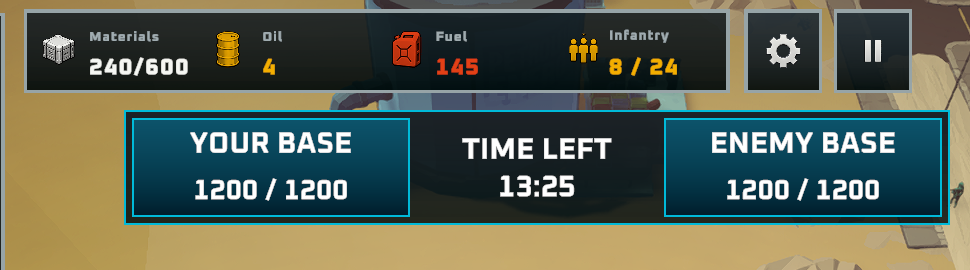 Materials
240/600
Oil
4
Fuel
145
Infantry
8 / 24
YOUR BASE
1200 / 1200
TIME LEFT
13:25
ENEMY BASE
1200 / 1200